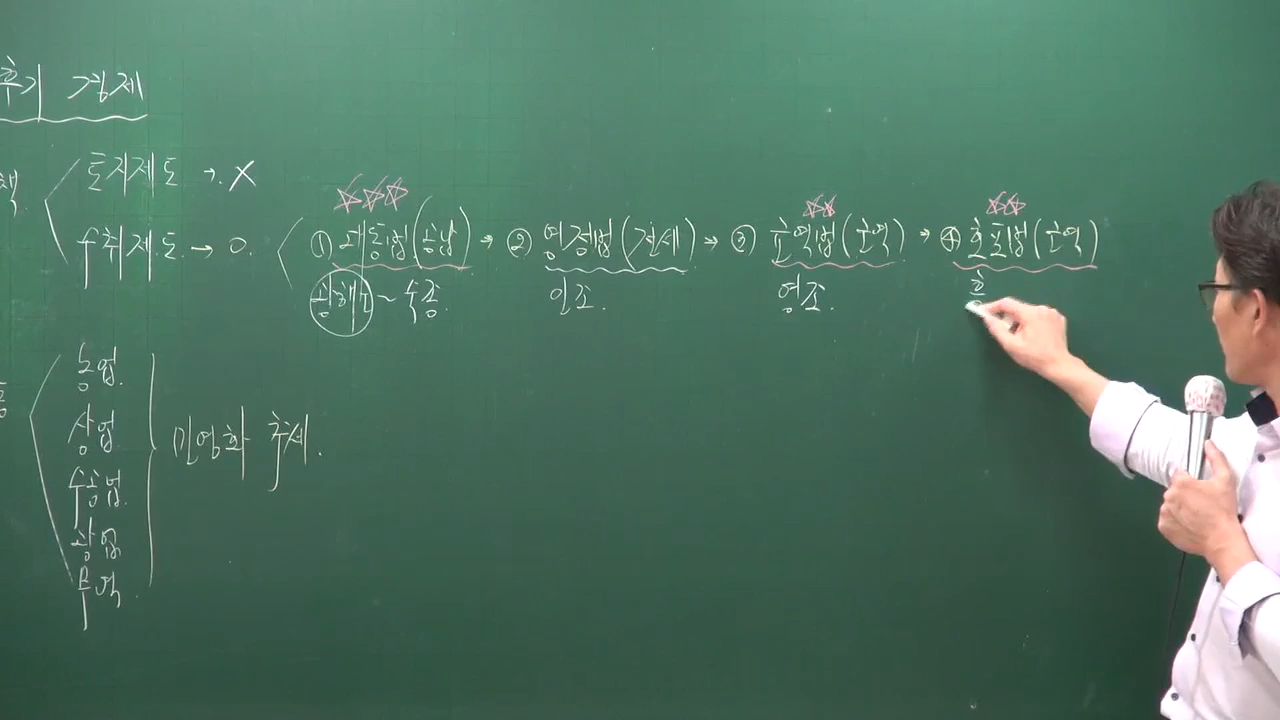 후기 경제
책
토지제도 → X
수취제도 → O.
① 대동법(공납) → ② 영정법(전세) → ③ 균역법(군역) → ④ 호포법(군역)
광해군 ~ 숙종
인조.
영조.
흥
농업.
상업.
수공업.
광업
무역.
민영화 추세.